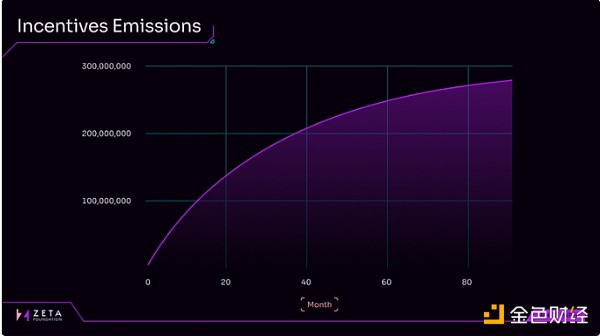 Incentives Emissions
300,000,000
200,000,000
100,000,000
0 20 40 60 80
Month
ZETA
FOUNDATION
金色财经